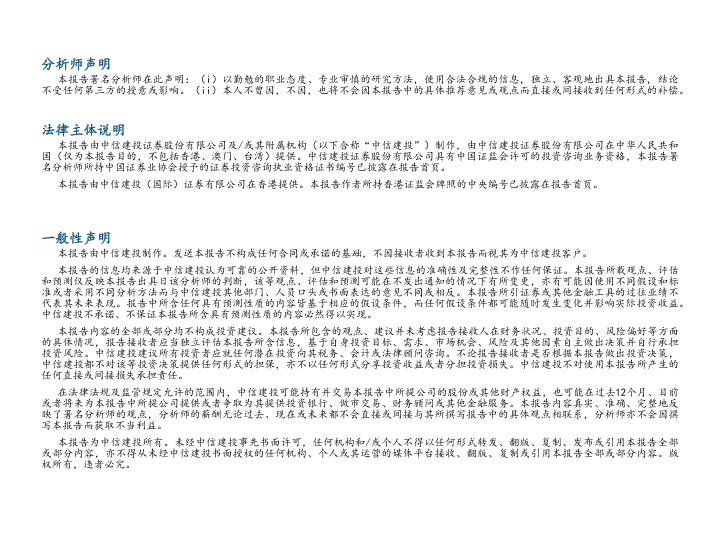 分析师声明
本报告署名分析师在此声明：（i）以勤勉的职业态度、专业审慎的研究方法，使用合法合规的信息，独立、客观地出具本报告，结论
不受任何第三方的授意或影响。（ii）本人不曾因，不因，也将不会因本报告中的具体推荐意见或观点而直接或间接收到任何形式的补偿。
法律主体说明
本报告由中信建投证券股份有限公司及/或其附属机构（以下合称“中信建投”）制作，由中信建投证券股份有限公司在中华人民共和
国（仅为本报告目的，不包括香港、澳门、台湾）提供。中信建投证券股份有限公司具有中国证监会许可的投资咨询业务资格，本报告署
名分析师所持中国证券业协会授予的证券投资咨询执业资格证书编号已披露在报告首页。
本报告由中信建投（国际）证券有限公司在香港提供。本报告作者所持香港证监会牌照的中央编号已披露在报告首页。
一般性声明
本报告由中信建投制作。发送本报告不构成任何合同或承诺的基础，不因接收者收到本报告而视其为中信建投客户。
本报告的信息均来源于中信建投认为可靠的公开资料，但中信建投对这些信息的准确性及完整性不作任何保证。本报告所载观点、评估
和预测仅反映本报告出具日该分析师的判断，该等观点、评估和预测可能在不发出通知的情况下有所变更，亦有可能因使用不同假设和标
准或者采用不同分析方法而与中信建投其他部门、人员口头或书面表达的意见不同或相反。本报告所引证券或其他金融工具的过往业绩不
代表其未来表现。报告中所含任何具有预测性质的内容皆基于相应的假设条件，而任何假设条件都可能随时发生变化并影响实际投资收益。
中信建投不承诺、不保证本报告所含具有预测性质的内容必然得以实现。
本报告内容的全部或部分均不构成投资建议。本报告所包含的观点、建议并未考虑报告接收人在财务状况、投资目的、风险偏好等方面
的具体情况，报告接收者应当独立评估本报告所含信息，基于自身投资目标、需求、市场机会、风险及其他因素自主做出决策并自行承担
投资风险。中信建投建议所有投资者应就任何潜在投资向其税务、会计或法律顾问咨询。不论报告接收者是否根据本报告做出投资决策，
中信建投都不对该等投资决策提供任何形式的担保，亦不以任何形式分享投资收益或者分担投资损失。中信建投不对使用本报告所产生的
任何直接或间接损失承担责任。
在法律法规及监管规定允许的范围内，中信建投可能持有并交易本报告中所提公司的股份或其他财产权益，也可能在过去12个月、目前
或者将来为本报告中所提公司提供或者争取为其提供投资银行、做市交易、财务顾问或其他金融服务。本报告内容真实、准确、完整地反
映了署名分析师的观点，分析师的薪酬无论过去、现在或未来都不会直接或间接与其所撰写报告中的具体观点相联系，分析师亦不会因撰
写本报告而获取不当利益。
本报告为中信建投所有。未经中信建投事先书面许可，任何机构和/或个人不得以任何形式转发、翻版、复制、发布或引用本报告全部
或部分内容，亦不得从未经中信建投书面授权的任何机构、个人或其运营的媒体平台接收、翻版、复制或引用本报告全部或部分内容。版
权所有，违者必究。